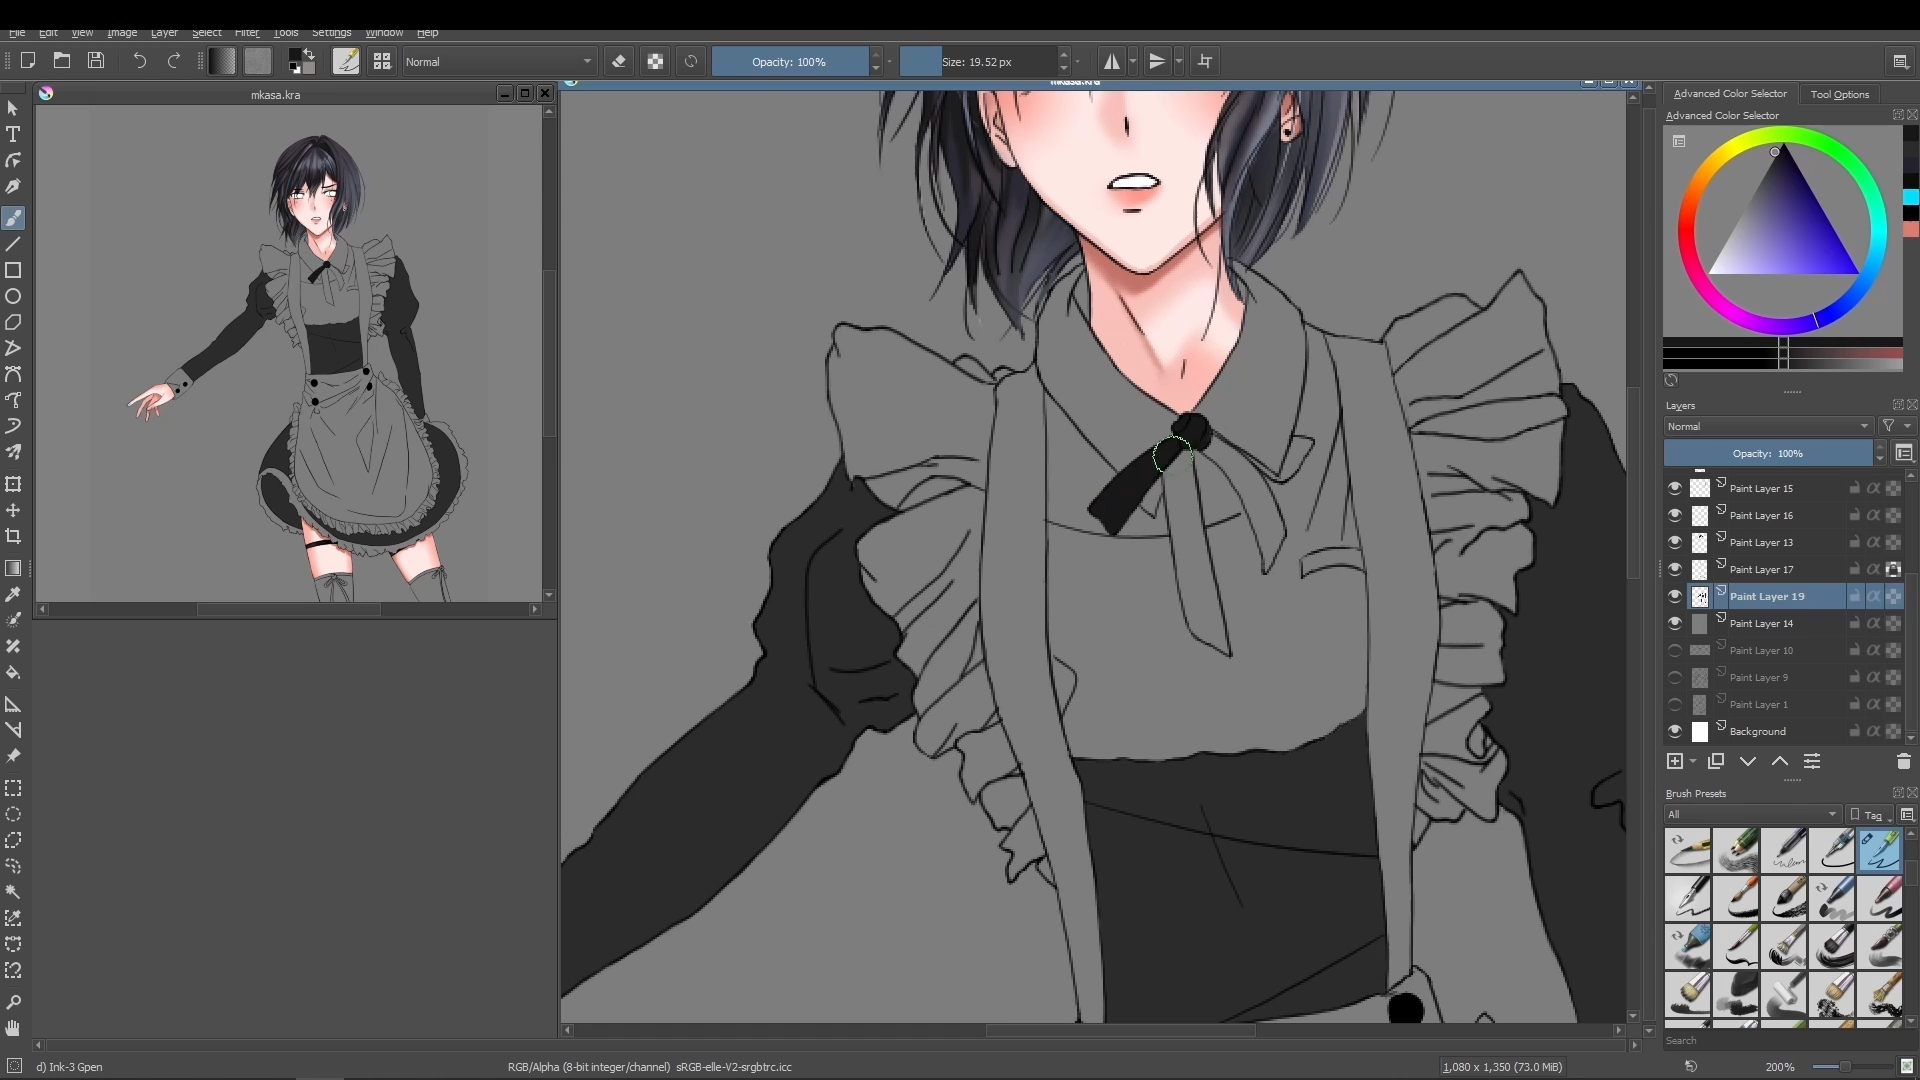 File Edit View Image Layer Select Filter Tools Settings Window Help
Normal
Opacity: 100%
Size: 19.52 px
mkasa.kra
mkasa.kra
Advanced Color Selector
Tool Options
Advanced Color Selector
Layers
Normal
Opacity: 100%
Paint Layer 15
Paint Layer 16
Paint Layer 13
Paint Layer 17
Paint Layer 19
Paint Layer 14
Paint Layer 10
Paint Layer 9
Paint Layer 1
Background
Brush Presets
All
Tag
Search
d) Ink-3 Gpen
RGB/Alpha (8-bit integer/channel) sRGB-elle-V2-srgbtrc.icc
1,080 x 1,350 (73.0 MiB)
200%